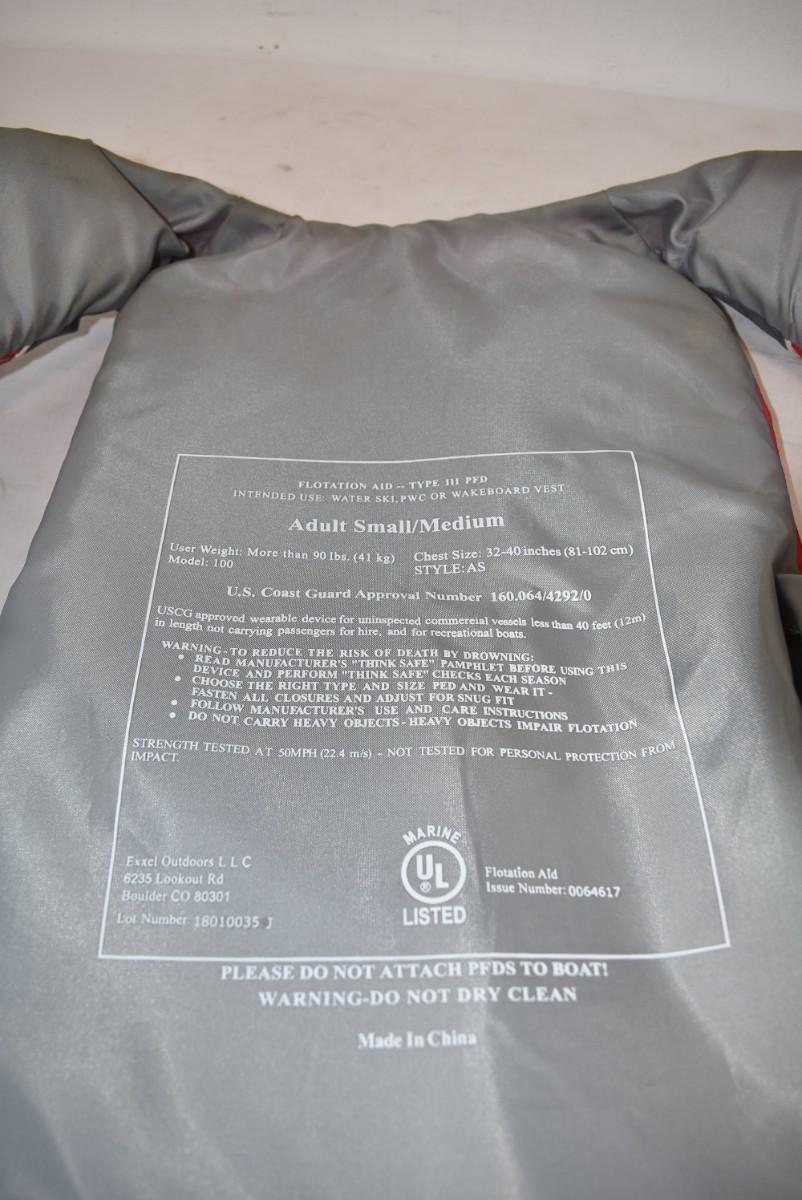 FLOTATION AID -- TYPE III PFD
INTENDED USE: WATER SKI, PWC OR WAKEBOARD VEST
Adult Small/Medium
User Weight: More than 90 lbs. (41 kg)
Model: 100
Chest Size: 32-40 inches (81-102 cm)
STYLE: AS
U.S. Coast Guard Approval Number 160.064/4292/0
USCG approved wearable device for uninspected commereial vessels less than 40 feet (12m)
in length not carrying passengers for hire, and for recreational boats.
WARNING - TO REDUCE THE RISK OF DEATH BY DROWNING:
• READ MANUFACTURER'S "THINK SAFE" PAMPHLET BEFORE USING THIS
DEVICE AND PERFORM "THINK SAFE" CHECKS EACH SEASON
• CHOOSE THE RIGHT TYPE AND SIZE PED AND WEAR IT -
FASTEN ALL CLOSURES AND ADJUST FOR SNUG FIT
• FOLLOW MANUFACTURER'S USE AND CARE INSTRUCTIONS
• DO NOT CARRY HEAVY OBJECTS - HEAVY OBJECTS IMPAIR FLOTATION
STRENGTH TESTED AT 50MPH (22.4 m/s) - NOT TESTED FOR PERSONAL PROTECTION FROM
IMPACT.
Exxel Outdoors L L C
6235 Lookout Rd
Boulder CO 80301
Lot Number 18010035 J
MARINE
UL
®
LISTED
Flotation Aid
Issue Number: 0064617
PLEASE DO NOT ATTACH PFDS TO BOAT!
WARNING-DO NOT DRY CLEAN
Made In China